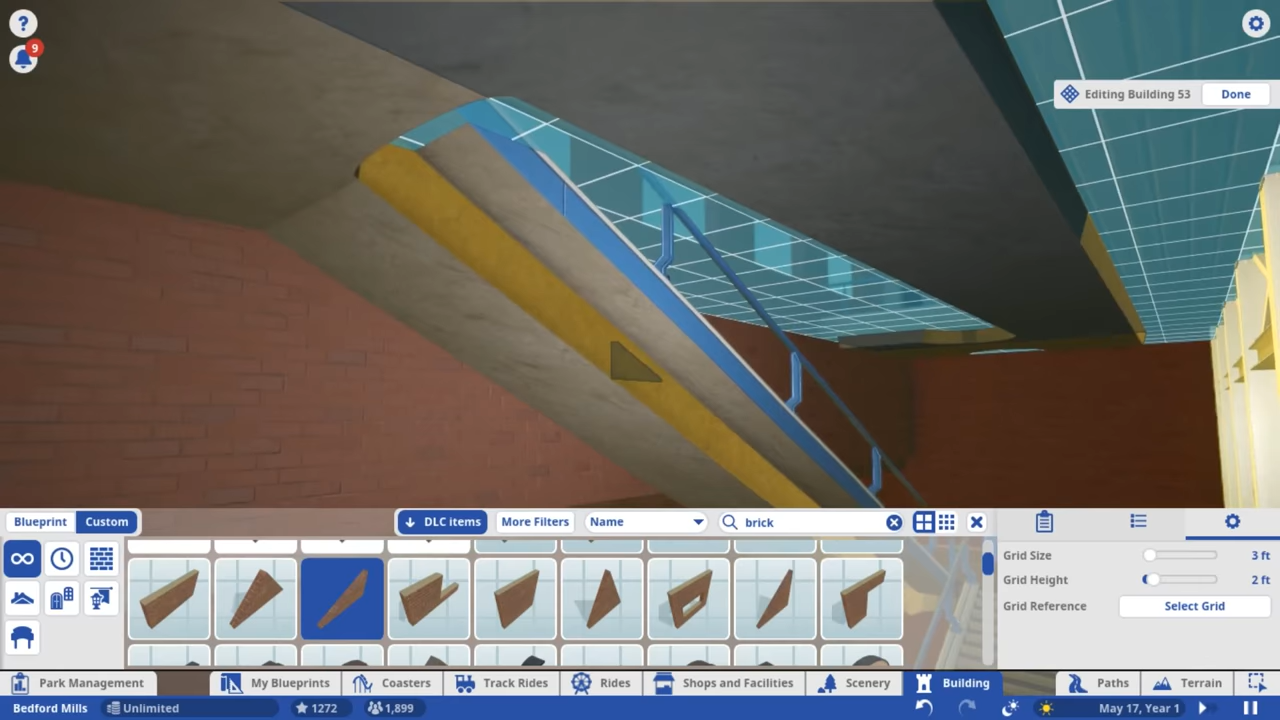 ?
9
Editing Building 53
Done
Blueprint
Custom
DLC items
More Filters
Name
brick
Grid Size
3 ft
Grid Height
2 ft
Grid Reference
Select Grid
Park Management
My Blueprints
Coasters
Track Rides
Rides
Shops and Facilities
Scenery
Building
Paths
Terrain
Bedford Mills
Unlimited
1272
1,899
May 17, Year 1